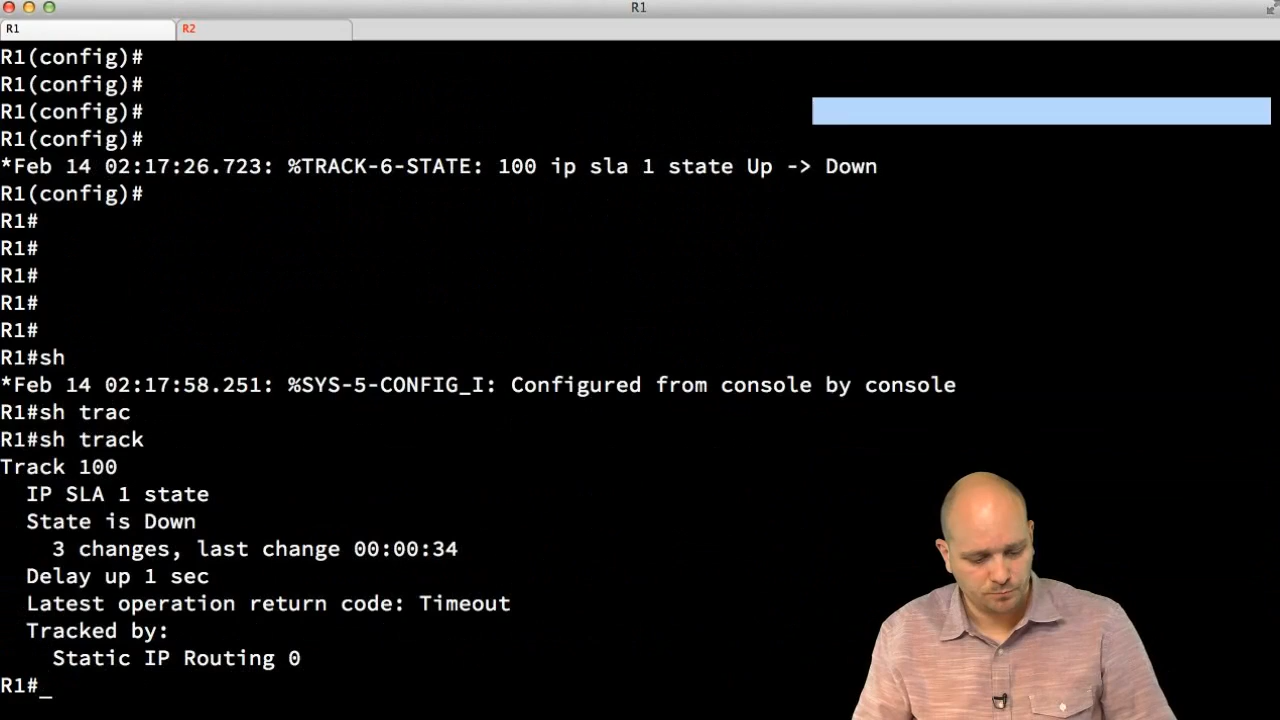 R1
R1
R2
R1(config)#
R1(config)#
R1(config)#
R1(config)#
*Feb 14 02:17:26.723: %TRACK-6-STATE: 100 ip sla 1 state Up -> Down
R1(config)#
R1#
R1#
R1#
R1#
R1#
R1#sh
*Feb 14 02:17:58.251: %SYS-5-CONFIG_I: Configured from console by console
R1#sh trac
R1#sh track
Track 100
IP SLA 1 state
State is Down
3 changes, last change 00:00:34
Delay up 1 sec
Latest operation return code: Timeout
Tracked by:
Static IP Routing 0
R1#_